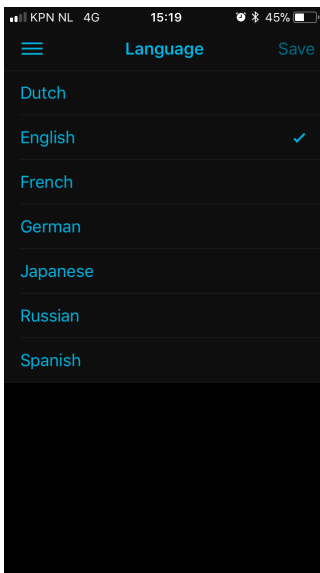 KPN NL 4G 15:19 45%
Language Save
Dutch
English
French
German
Japanese
Russian
Spanish